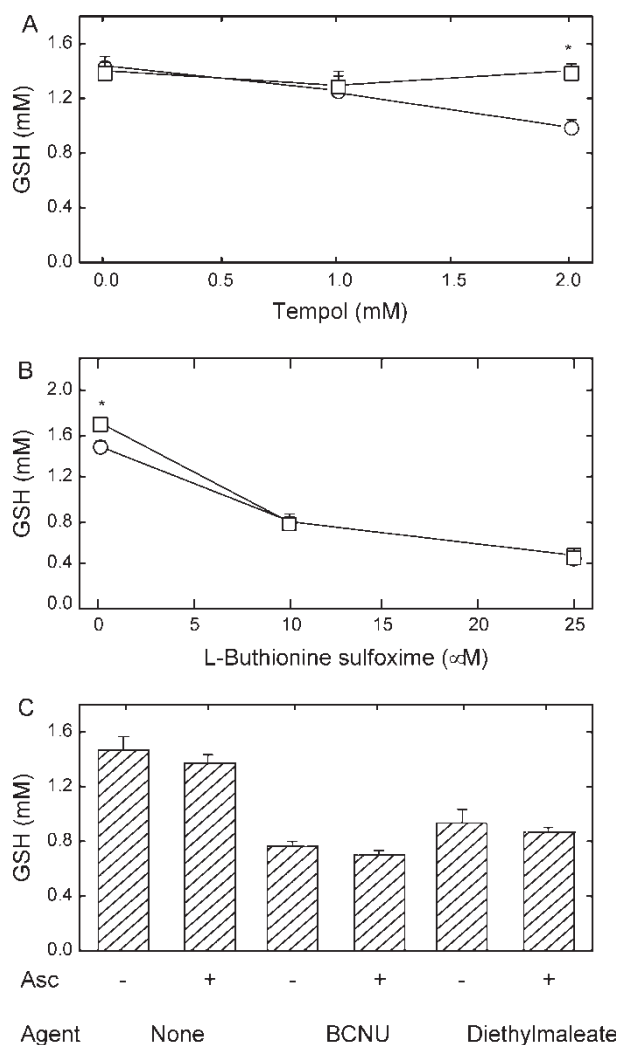 A
GSH (mM)
1.6
1.2
0.8
0.4
0.0
*
0.0 0.5 1.0 1.5 2.0
Tempol (mM)
B
GSH (mM)
2.0
1.6
1.2
0.8
0.4
0.0
*
0 5 10 15 20 25
L-Buthionine sulfoxime (∝M)
C
GSH (mM)
1.6
1.2
0.8
0.4
0.0
Asc - + - + - +
Agent None BCNU Diethylmaleate